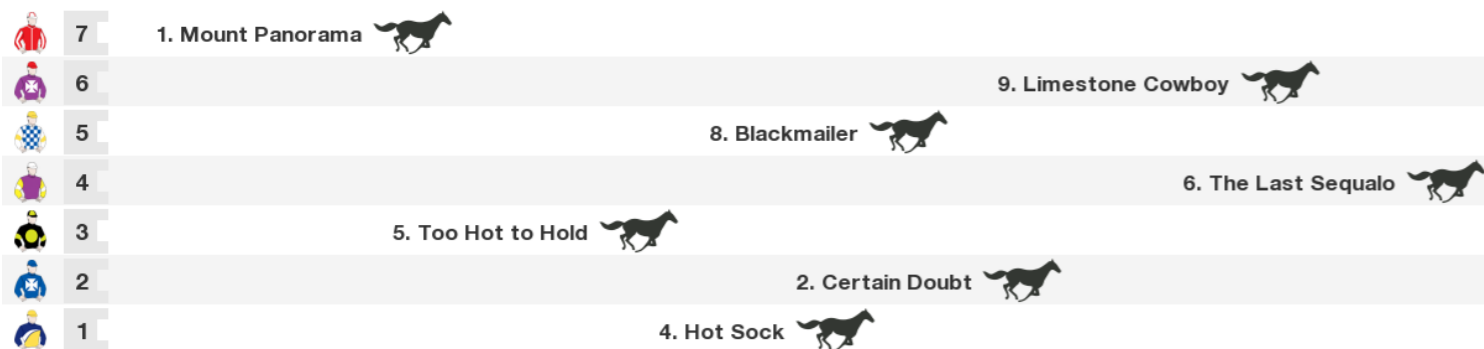 7 1. Mount Panorama
6 9. Limestone Cowboy
5 8. Blackmailer
4 6. The Last Sequalo
3 5. Too Hot to Hold
2 2. Certain Doubt
1 4. Hot Sock